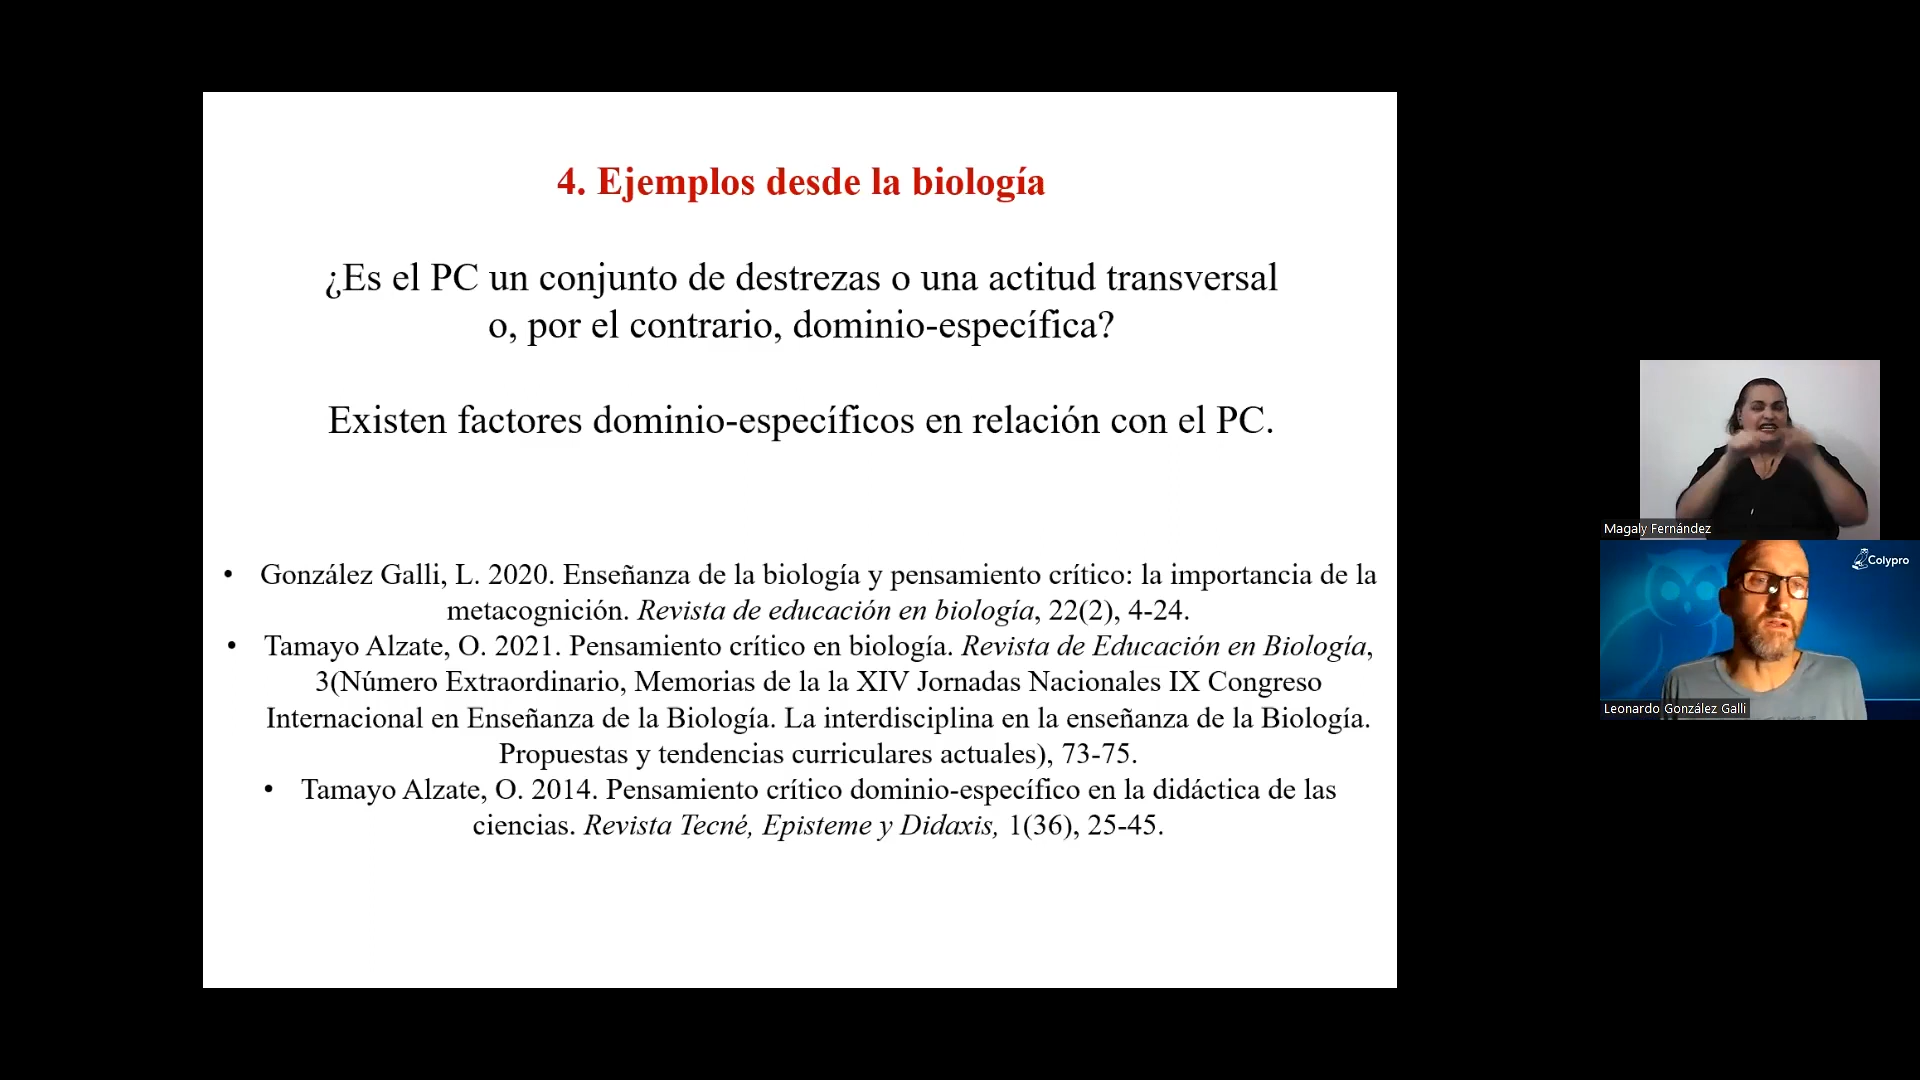 4. Ejemplos desde la biología
¿Es el PC un conjunto de destrezas o una actitud transversal
o, por el contrario, dominio-específica?
Existen factores dominio-específicos en relación con el PC.
• González Galli, L. 2020. Enseñanza de la biología y pensamiento crítico: la importancia de la
metacognición. Revista de educación en biología, 22(2), 4-24.
• Tamayo Alzate, O. 2021. Pensamiento crítico en biología. Revista de Educación en Biología,
3(Número Extraordinario, Memorias de la la XIV Jornadas Nacionales IX Congreso
Internacional en Enseñanza de la Biología. La interdisciplina en la enseñanza de la Biología.
Propuestas y tendencias curriculares actuales), 73-75.
• Tamayo Alzate, O. 2014. Pensamiento crítico dominio-específico en la didáctica de las
ciencias. Revista Tecné, Episteme y Didaxis, 1(36), 25-45.
Magaly Fernández
Colypro
Leonardo González Galli